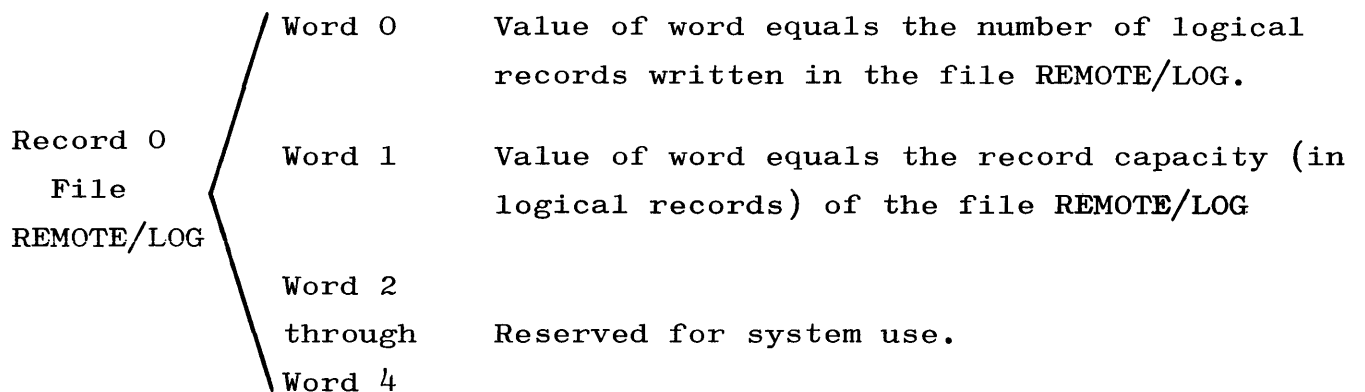 Word 0 Value of word equals the number of logical
records written in the file REMOTE/LOG.
Record 0
File
REMOTE/LOG
Word 1 Value of word equals the record capacity (in
logical records) of the file REMOTE/LOG
Word 2
through Reserved for system use.
Word 4